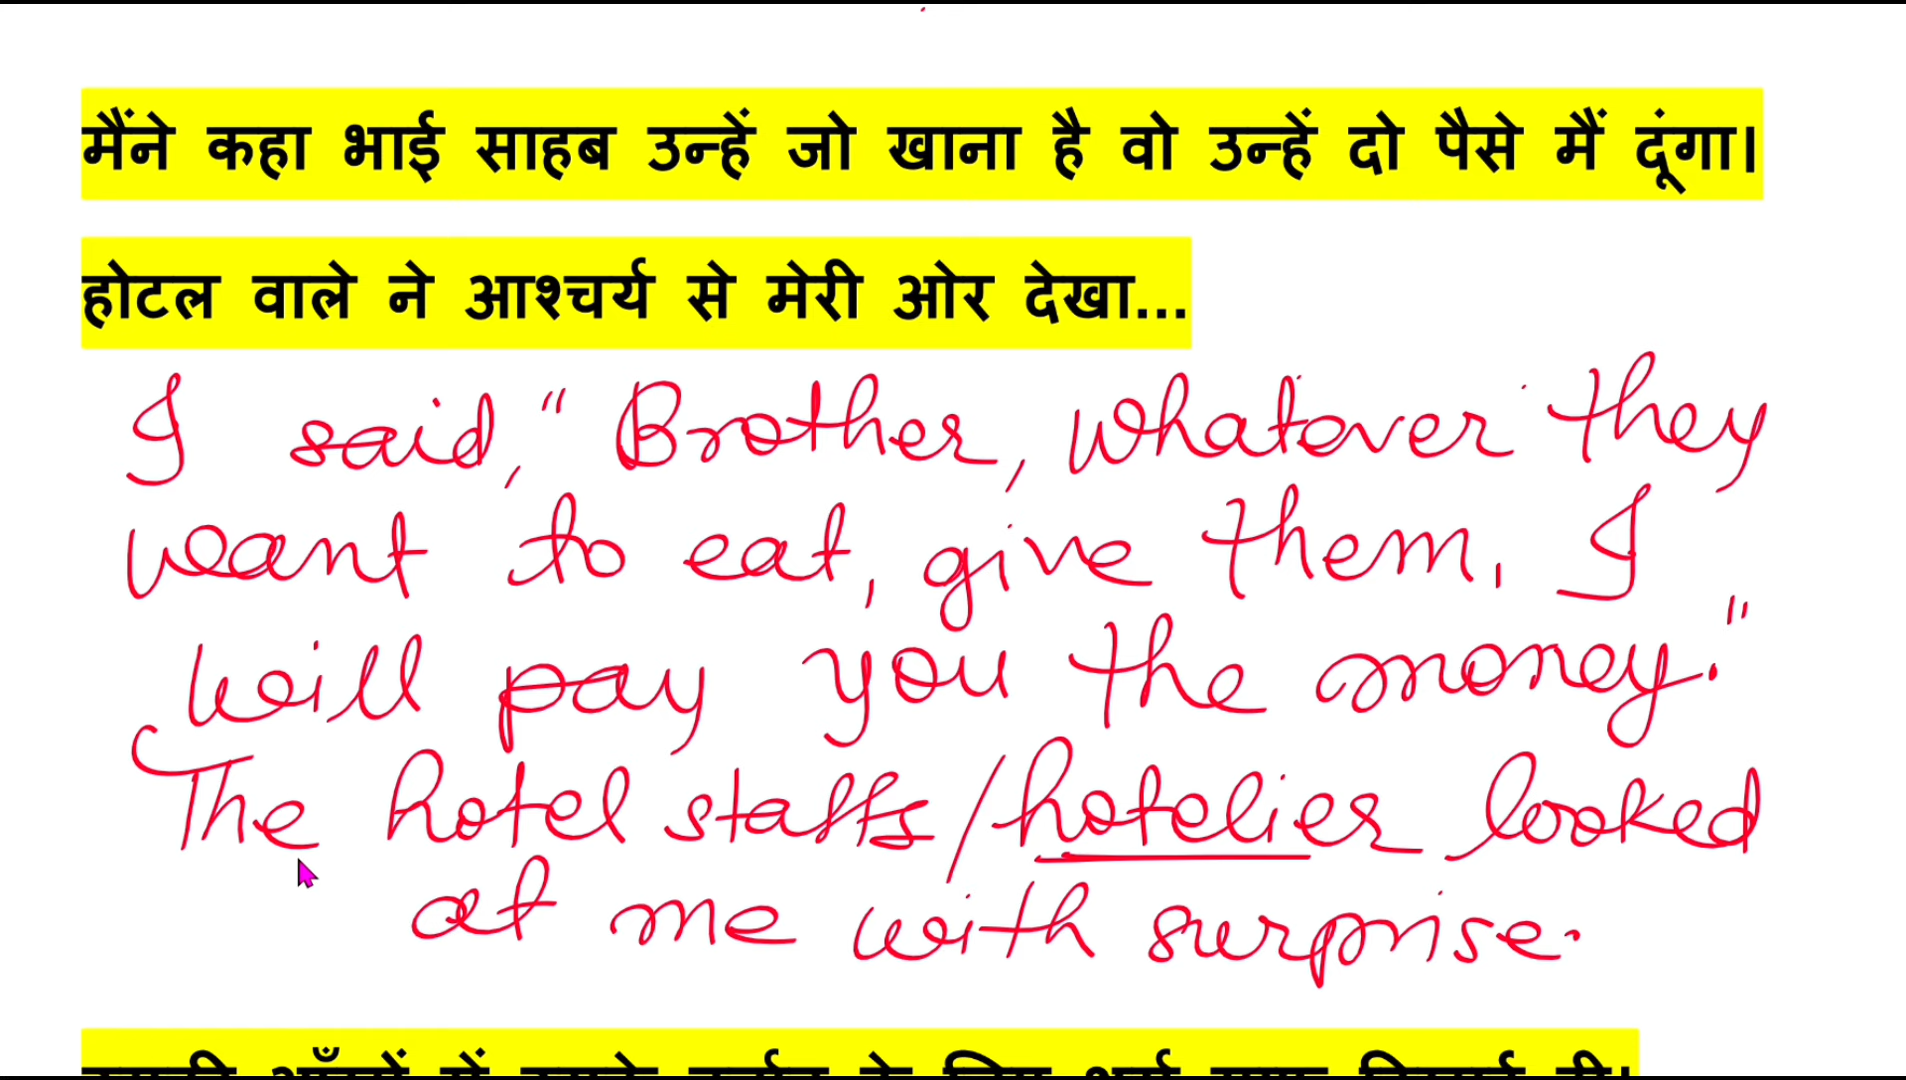 मैंने कहा भाई साहब उन्हें जो खाना है वो उन्हें दो पैसे मैं दूंगा।
होटल वाले ने आश्चर्य से मेरी ओर देखा...
I said, "Brother, whatever they
want to eat, give them. I
will pay you the money."
The hotel staffs/hotelier looked
at me with surprise.